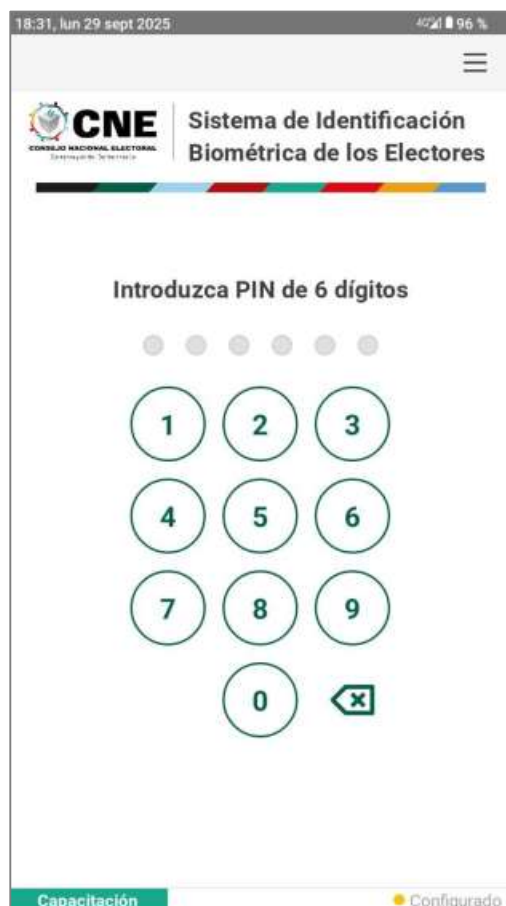 18:31, lun 29 sept 2025 96 %
CNE
CONSEJO NACIONAL ELECTORAL
Sistema de Identificación
Biométrica de los Electores
Introduzca PIN de 6 dígitos
1 2 3
4 5 6
7 8 9
0
Capacitación Configurado